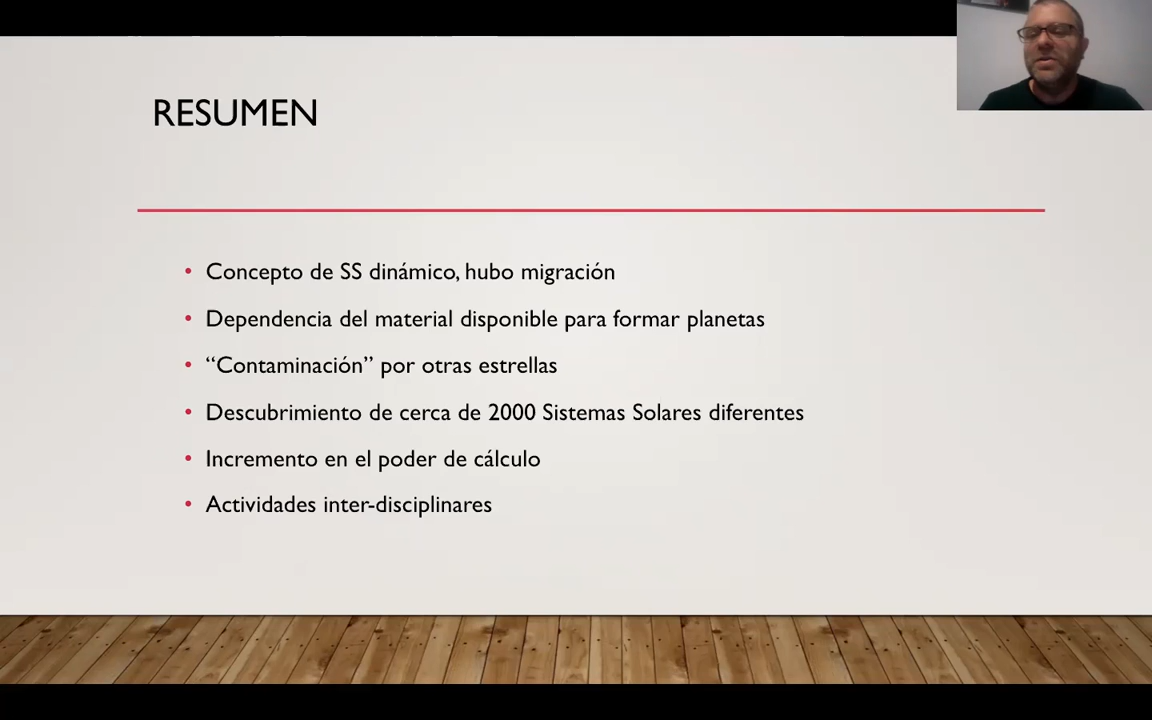 RESUMEN
• Concepto de SS dinámico, hubo migración
• Dependencia del material disponible para formar planetas
• “Contaminación” por otras estrellas
• Descubrimiento de cerca de 2000 Sistemas Solares diferentes
• Incremento en el poder de cálculo
• Actividades inter-disciplinares